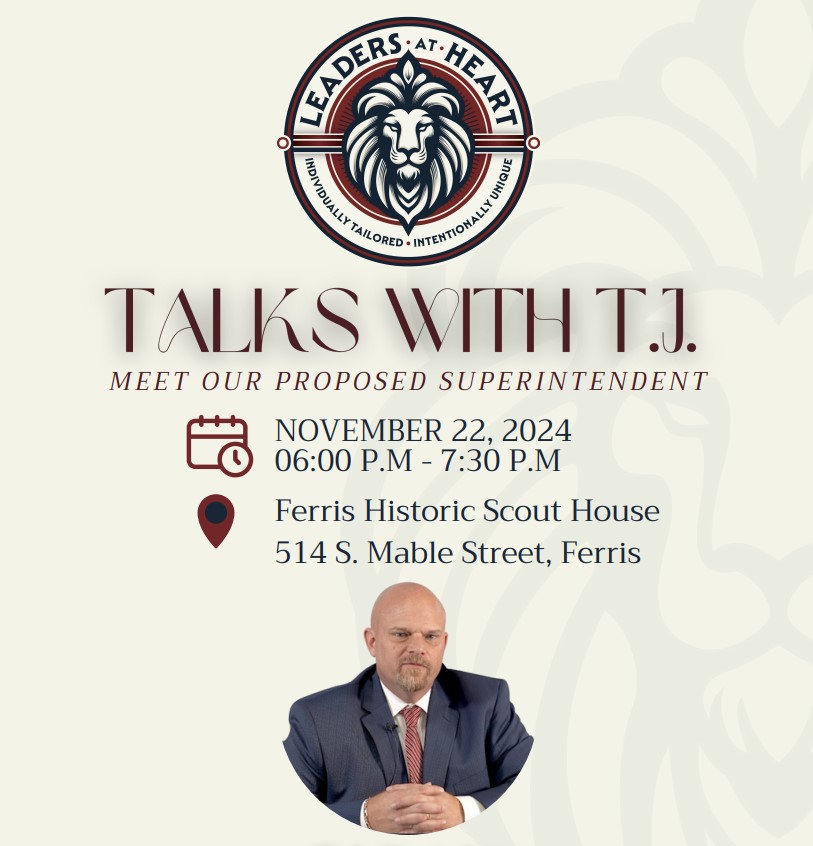 LEADERS • AT • HEART
INDIVIDUALLY TAILORED • INTENTIONALLY UNIQUE
TALKS WITH T.J.
MEET OUR PROPOSED SUPERINTENDENT
NOVEMBER 22, 2024
06:00 P.M - 7:30 P.M
Ferris Historic Scout House
514 S. Mable Street, Ferris